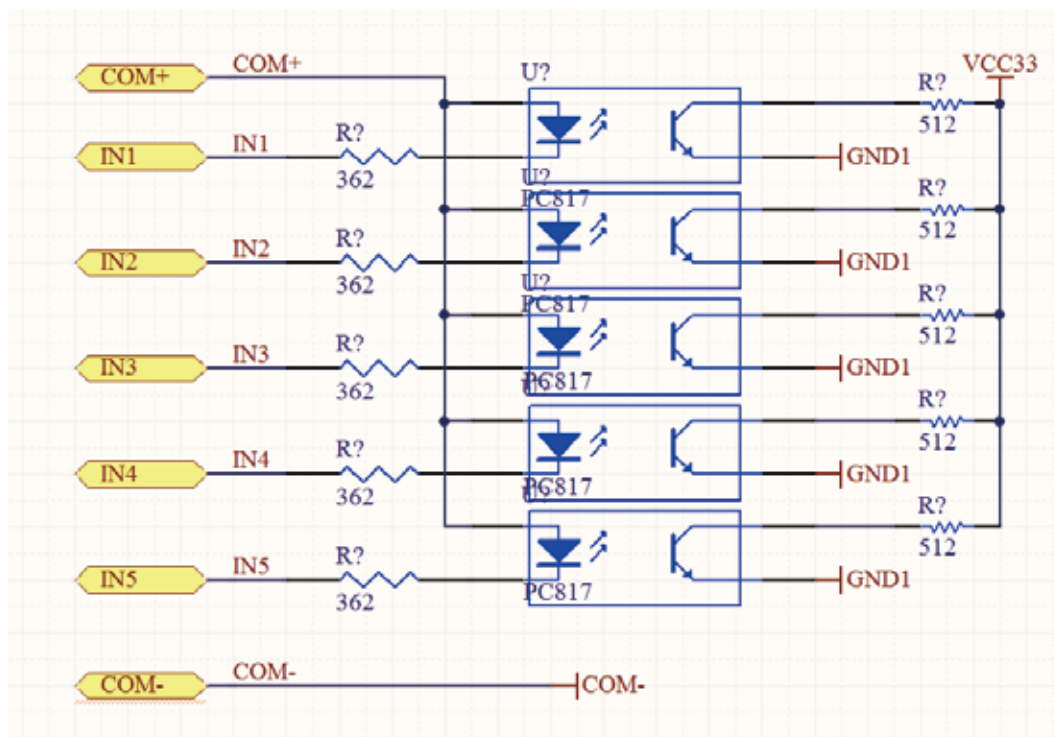 COM+ COM+ U? VCC33
R? R?
IN1 IN1 512
362 GND1
U?
PC817 R?
R?
IN2 IN2 512
362 GND1
U?
PC817 R?
R?
IN3 IN3 512
362 GND1
PC817
U? R?
R?
IN4 IN4 512
362 GND1
PC817
U? R?
R?
IN5 IN5 512
362 GND1
PC817
COM- COM- COM-